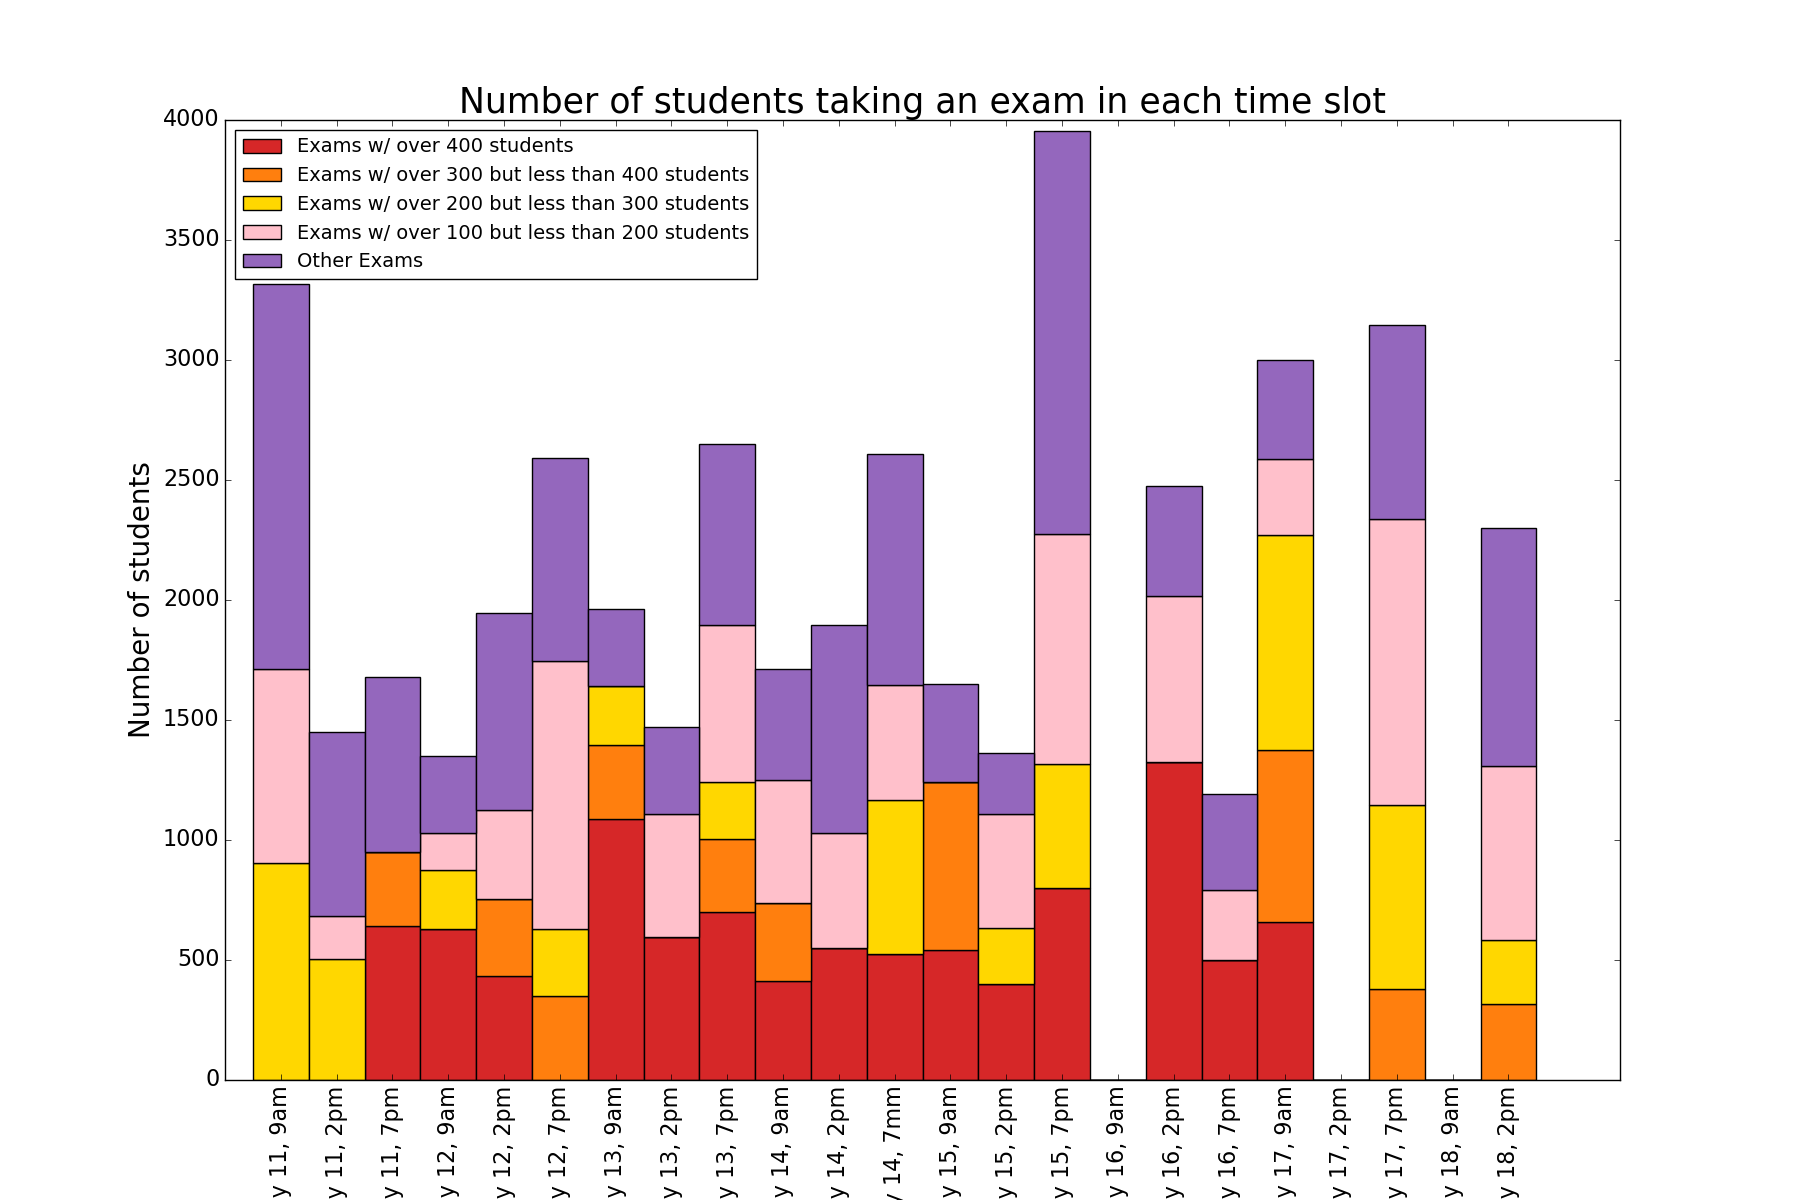 Number of students taking an exam in each time slot
Exams w/ over 400 students
Exams w/ over 300 but less than 400 students
Exams w/ over 200 but less than 300 students
Exams w/ over 100 but less than 200 students
Other Exams
Number of students
4000
3500
3000
2500
2000
1500
1000
500
0
y 11, 9am
y 11, 2pm
y 11, 7pm
y 12, 9am
y 12, 2pm
y 12, 7pm
y 13, 9am
y 13, 2pm
y 13, 7pm
y 14, 9am
y 14, 2pm
y 14, 7mm
y 15, 9am
y 15, 2pm
y 15, 7pm
y 16, 9am
y 16, 2pm
y 16, 7pm
y 17, 9am
y 17, 2pm
y 17, 7pm
y 18, 9am
y 18, 2pm